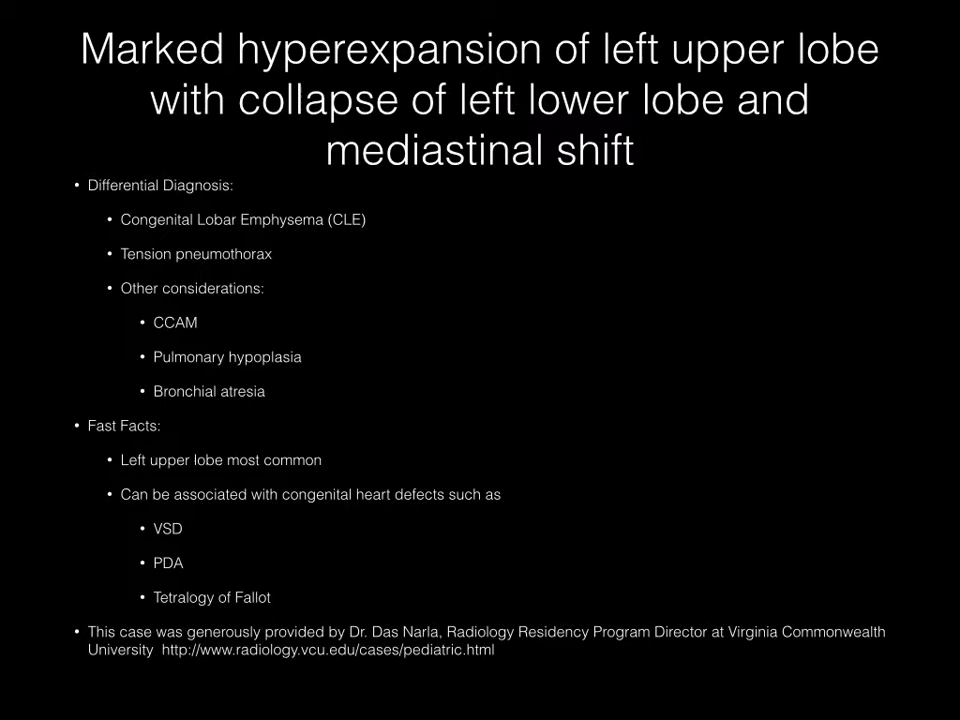 Marked hyperexpansion of left upper lobe
with collapse of left lower lobe and
mediastinal shift
• Differential Diagnosis:
• Congenital Lobar Emphysema (CLE)
• Tension pneumothorax
• Other considerations:
• CCAM
• Pulmonary hypoplasia
• Bronchial atresia
• Fast Facts:
• Left upper lobe most common
• Can be associated with congenital heart defects such as
• VSD
• PDA
• Tetralogy of Fallot
• This case was generously provided by Dr. Das Narla, Radiology Residency Program Director at Virginia Commonwealth
University http://www.radiology.vcu.edu/cases/pediatric.html